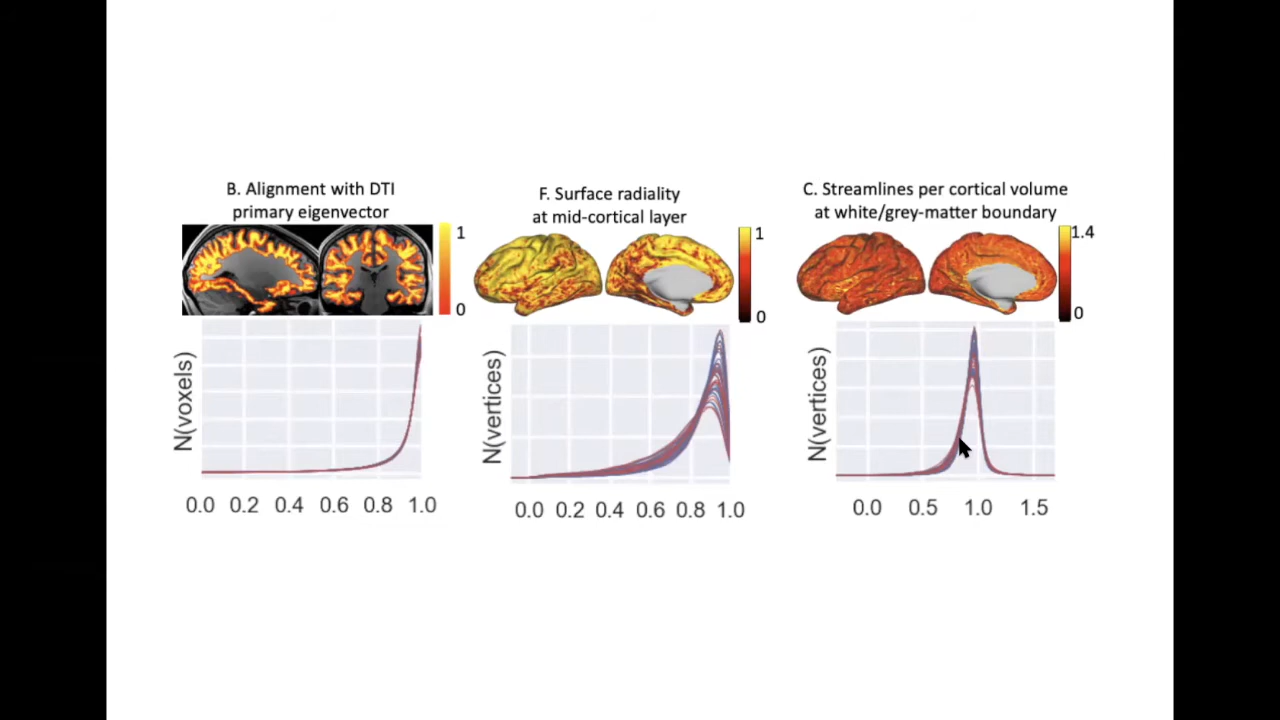 B. Alignment with DTI
primary eigenvector
1
0
N(voxels)
0.0 0.2 0.4 0.6 0.8 1.0
F. Surface radiality
at mid-cortical layer
1
0
N(vertices)
0.0 0.2 0.4 0.6 0.8 1.0
C. Streamlines per cortical volume
at white/grey-matter boundary
1.4
0
N(vertices)
0.0 0.5 1.0 1.5